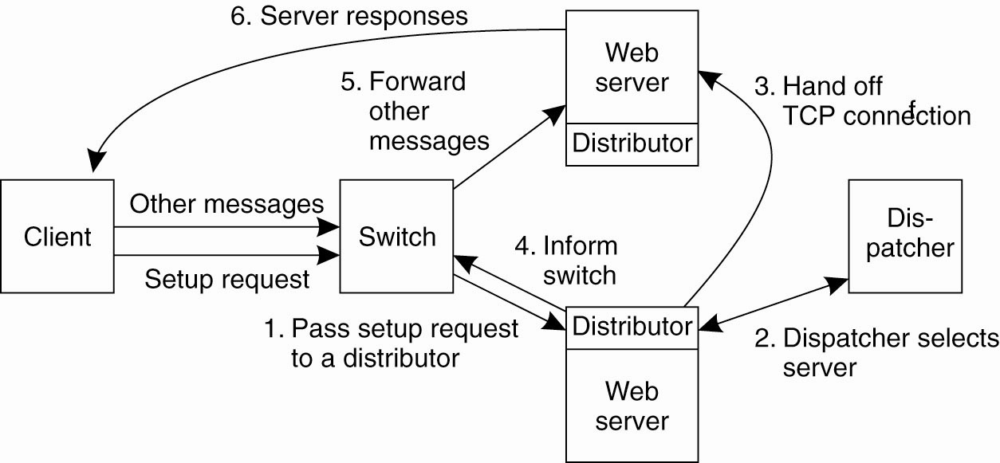 6. Server responses
Web
server
Distributor
5. Forward
other
messages
3. Hand off
TCP connection
f
Client
Other messages
Setup request
Switch
4. Inform
switch
Dis-
patcher
1. Pass setup request
to a distributor
Distributor
Web
server
2. Dispatcher selects
server